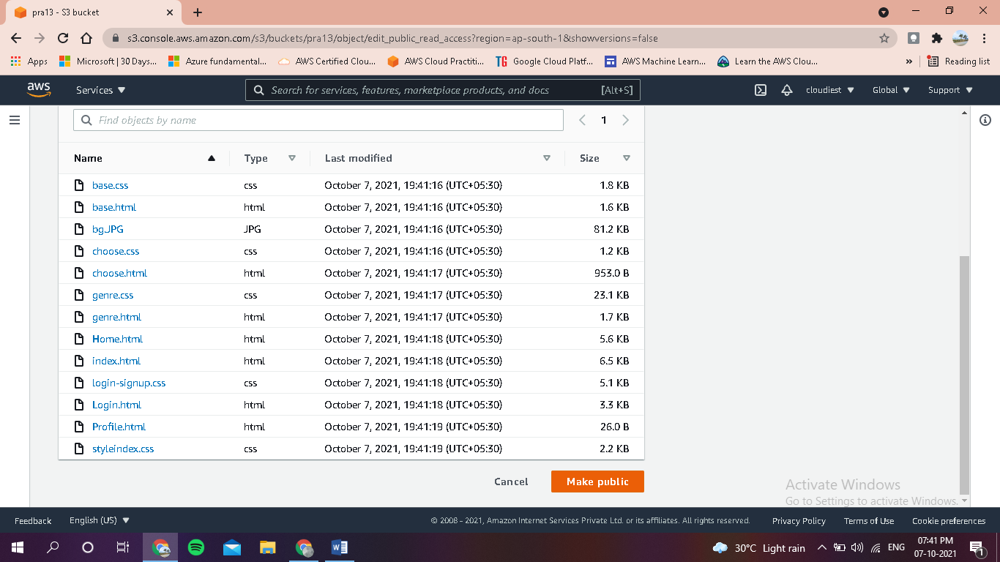 pra13 - S3 bucket
s3.console.aws.amazon.com/s3/buckets/pra13/object/edit_public_read_access?region=ap-south-1&showversions=false
Apps Microsoft | 30 Days... Azure fundamental... AWS Certified Clou... AWS Cloud Practiti... TG Google Cloud Platf... AWS Machine Learn... Learn the AWS Clou... » Reading list
aws Services Search for services, features, marketplace products, and docs [Alt+S] cloudiest Global Support
Find objects by name 1
Name Type Last modified Size
base.css css October 7, 2021, 19:41:16 (UTC+05:30) 1.8 KB
base.html html October 7, 2021, 19:41:16 (UTC+05:30) 1.6 KB
bg.JPG JPG October 7, 2021, 19:41:16 (UTC+05:30) 81.2 KB
choose.css css October 7, 2021, 19:41:16 (UTC+05:30) 1.2 KB
choose.html html October 7, 2021, 19:41:17 (UTC+05:30) 953.0 B
genre.css css October 7, 2021, 19:41:17 (UTC+05:30) 23.1 KB
genre.html html October 7, 2021, 19:41:17 (UTC+05:30) 1.7 KB
Home.html html October 7, 2021, 19:41:18 (UTC+05:30) 5.6 KB
index.html html October 7, 2021, 19:41:18 (UTC+05:30) 6.5 KB
login-signup.css css October 7, 2021, 19:41:18 (UTC+05:30) 5.1 KB
Login.html html October 7, 2021, 19:41:18 (UTC+05:30) 3.3 KB
Profile.html html October 7, 2021, 19:41:19 (UTC+05:30) 26.0 B
styleindex.css css October 7, 2021, 19:41:19 (UTC+05:30) 2.2 KB
Cancel Make public
Activate Windows
Go to Settings to activate Windows.
Feedback English (US) © 2008 - 2021, Amazon Internet Services Private Ltd. or its affiliates. All rights reserved. Privacy Policy Terms of Use Cookie preferences
30°C Light rain ENG 07:41 PM
07-10-2021 1